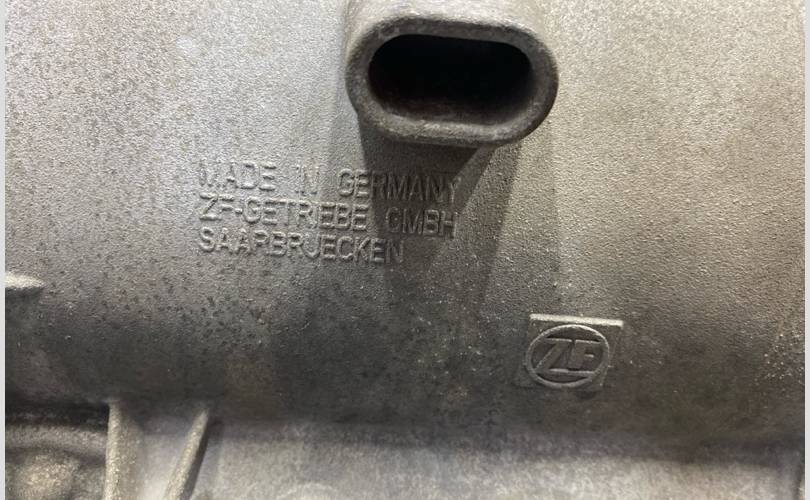 MADE IN GERMANY
ZF-GETRIEBE GMBH
SAARBRUECKEN
ZF